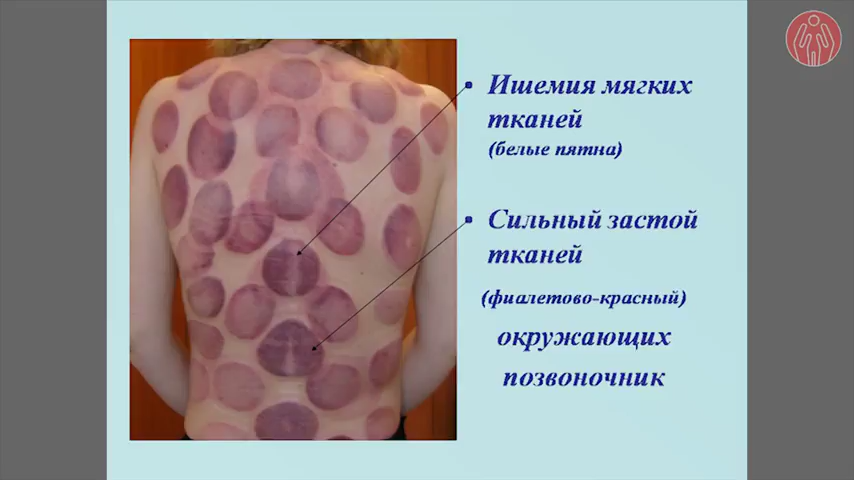 Ишемия мягких
тканей
(белые пятна)
Сильный застой
тканей
(фиалетово-красный)
окружающих
позвоночник